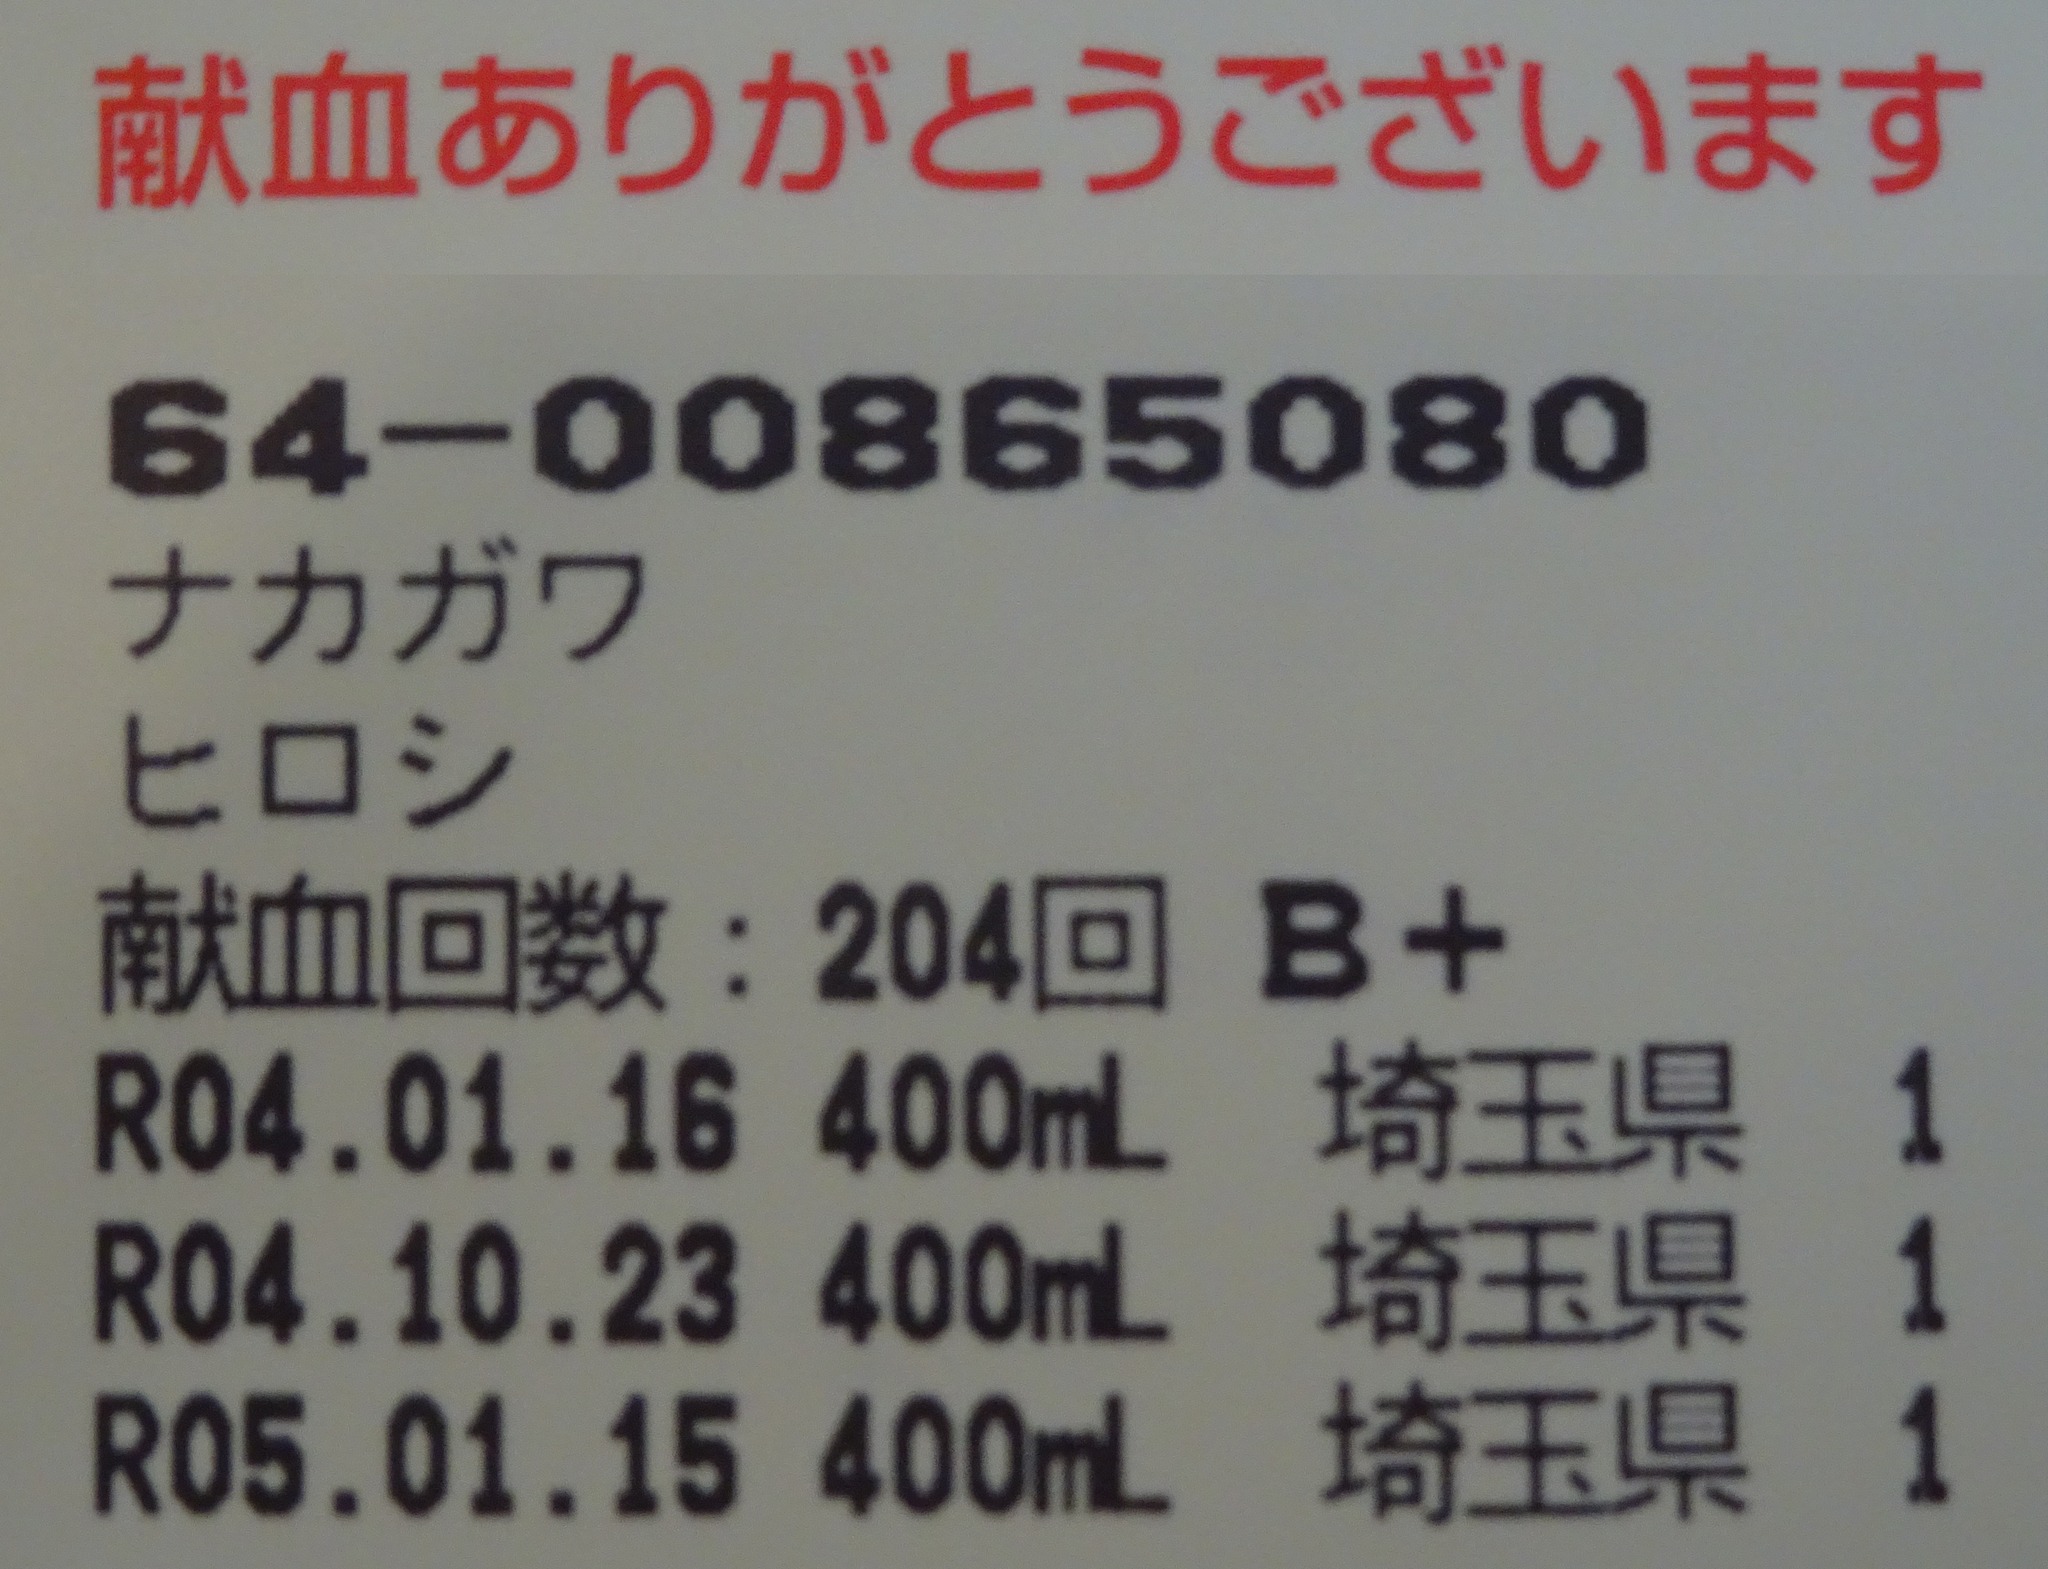 献血ありがとうございます
64-00865080
ナカガワ
ヒロシ
献血回数:204回 B+
R04.01.16 400mL 埼玉県 1
R04.10.23 400mL 埼玉県 1
R05.01.15 400mL 埼玉県 1